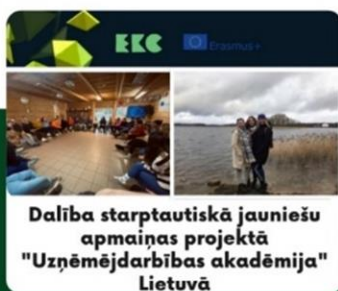 EKC
Erasmus+
Dalība starptautiskā jauniešu
apmaiņas projektā
"Uzņēmējdarbības akadēmija"
Lietuvā